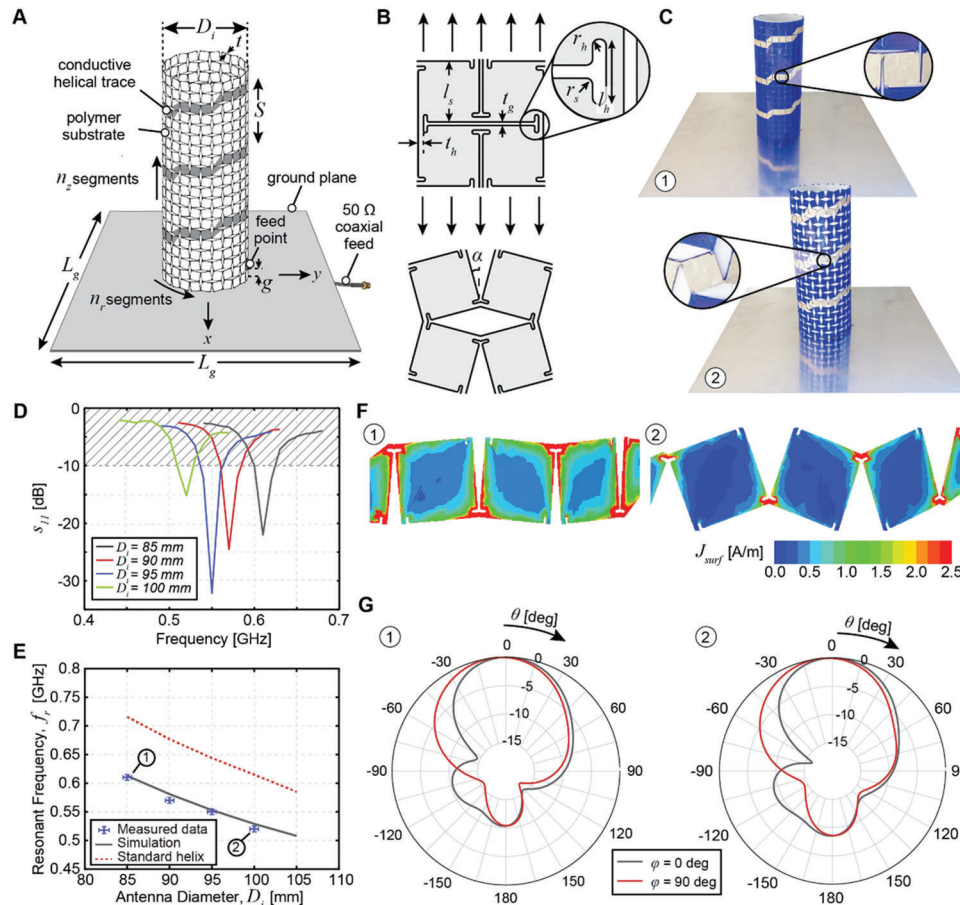 A
D_i
t
conductive
helical trace
polymer
substrate
S
n_z segments
ground plane
feed
point
50 Ω
coaxial
feed
L_g
n_r segments
g
y
x
L_g
B
l_s
t_g
t_h
r_h
r_s
l_h
α
C
1
2
D
s_11 [dB]
0
-10
-20
-30
D_i = 85 mm
D_i = 90 mm
D_i = 95 mm
D_i = 100 mm
0.4 0.5 0.6 0.7
Frequency [GHz]
E
Resonant Frequency, f_r [GHz]
0.8
0.75
0.7
0.65
0.6
0.55
0.5
0.45
1
2
Measured data
Simulation
Standard helix
80 85 90 95 100 105 110
Antenna Diameter, D_i [mm]
F
1
2
J_surf [A/m]
0.0 0.5 1.0 1.5 2.0 2.5
G
1
θ [deg]
0
-30 0 30
-5
-60 60
-10
-15
-90 90
-120 120
-150 150
180
2
θ [deg]
0
-30 0 30
-5
-60 60
-10
-15
-90 90
-120 120
-150 150
180
φ = 0 deg
φ = 90 deg